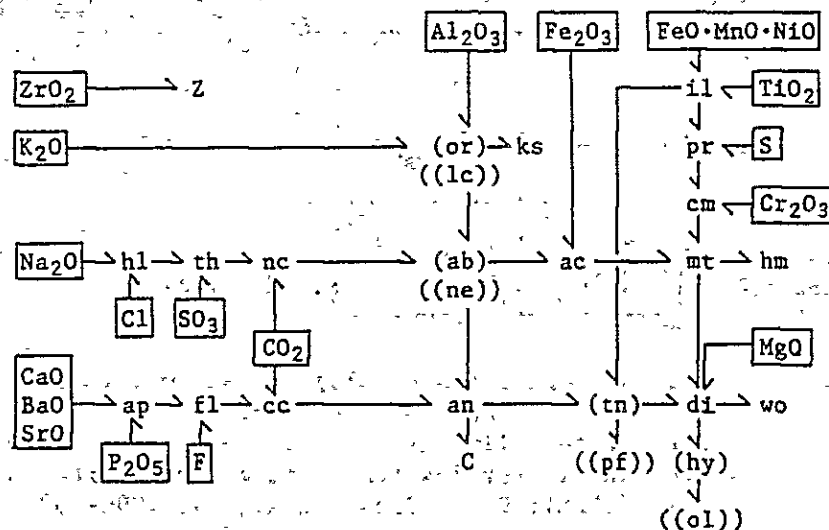 Al₂O₃ Fe₂O₃ FeO·MnO·NiO
ZrO₂ Z il TiO₂
K₂O (or) ks pr S
((lc)) cm Cr₂O₃
Na₂O hl th nc (ab) ac mt hm
((ne))
Cl SO₃ CO₂ MgO
CaO
BaO ap fl cc an (tn) di wo
SrO
P₂O₅ F C ((pf)) (hy)
((ol))